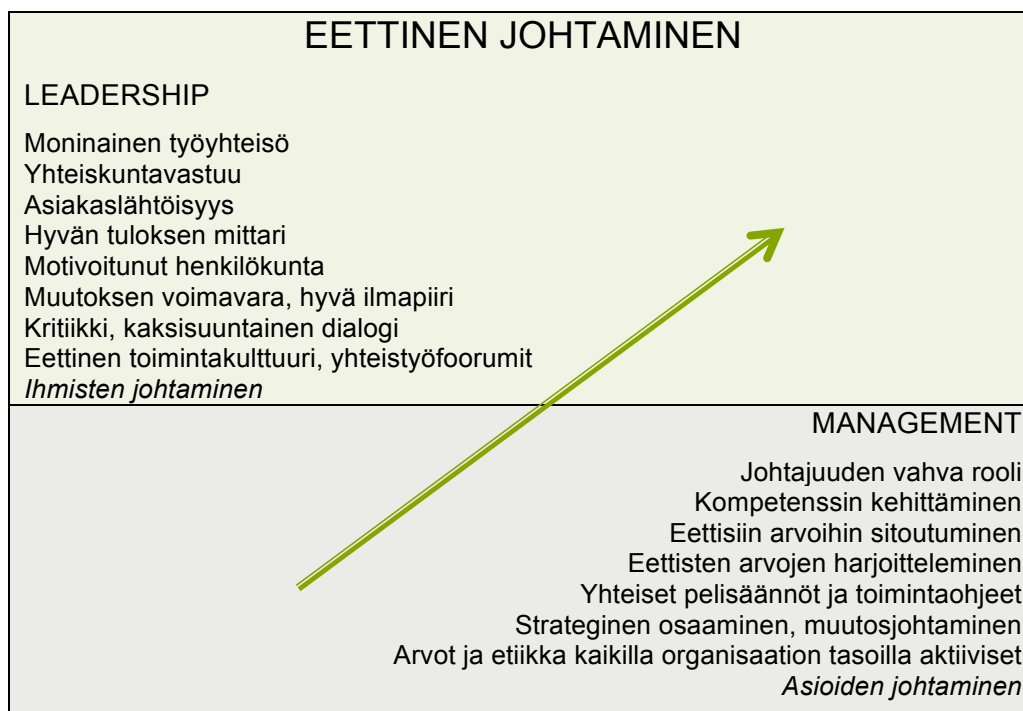 EETTINEN JOHTAMINEN
LEADERSHIP
Moninainen työyhteisö
Yhteiskuntavastuu
Asiakaslähtöisyys
Hyvän tuloksen mittari
Motivoitunut henkilökunta
Muutoksen voimavara, hyvä ilmapiiri
Kritiikki, kaksisuuntainen dialogi
Eettinen toimintakulttuuri, yhteistyöfoorumit
Ihmisten johtaminen
MANAGEMENT
Johtajuuden vahva rooli
Kompetenssin kehittäminen
Eettisiin arvoihin sitoutuminen
Eettisten arvojen harjoitteleminen
Yhteiset pelisäännöt ja toimintaohjeet
Strateginen osaaminen, muutosjohtaminen
Arvot ja etiikka kaikilla organisaation tasoilla aktiiviset
Asioiden johtaminen